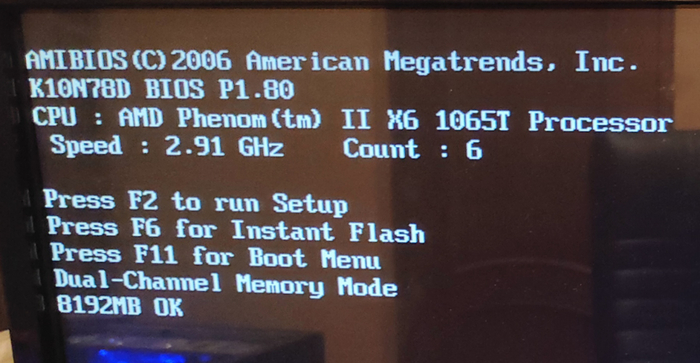 AMIBIOS(C)2006 American Megatrends, Inc.
K10N78D BIOS P1.80
CPU : AMD Phenom(tm) II X6 1065T Processor
Speed : 2.91 GHz    Count : 6
Press F2 to run Setup
Press F6 for Instant Flash
Press F11 for Boot Menu
Dual-Channel Memory Mode
8192MB OK